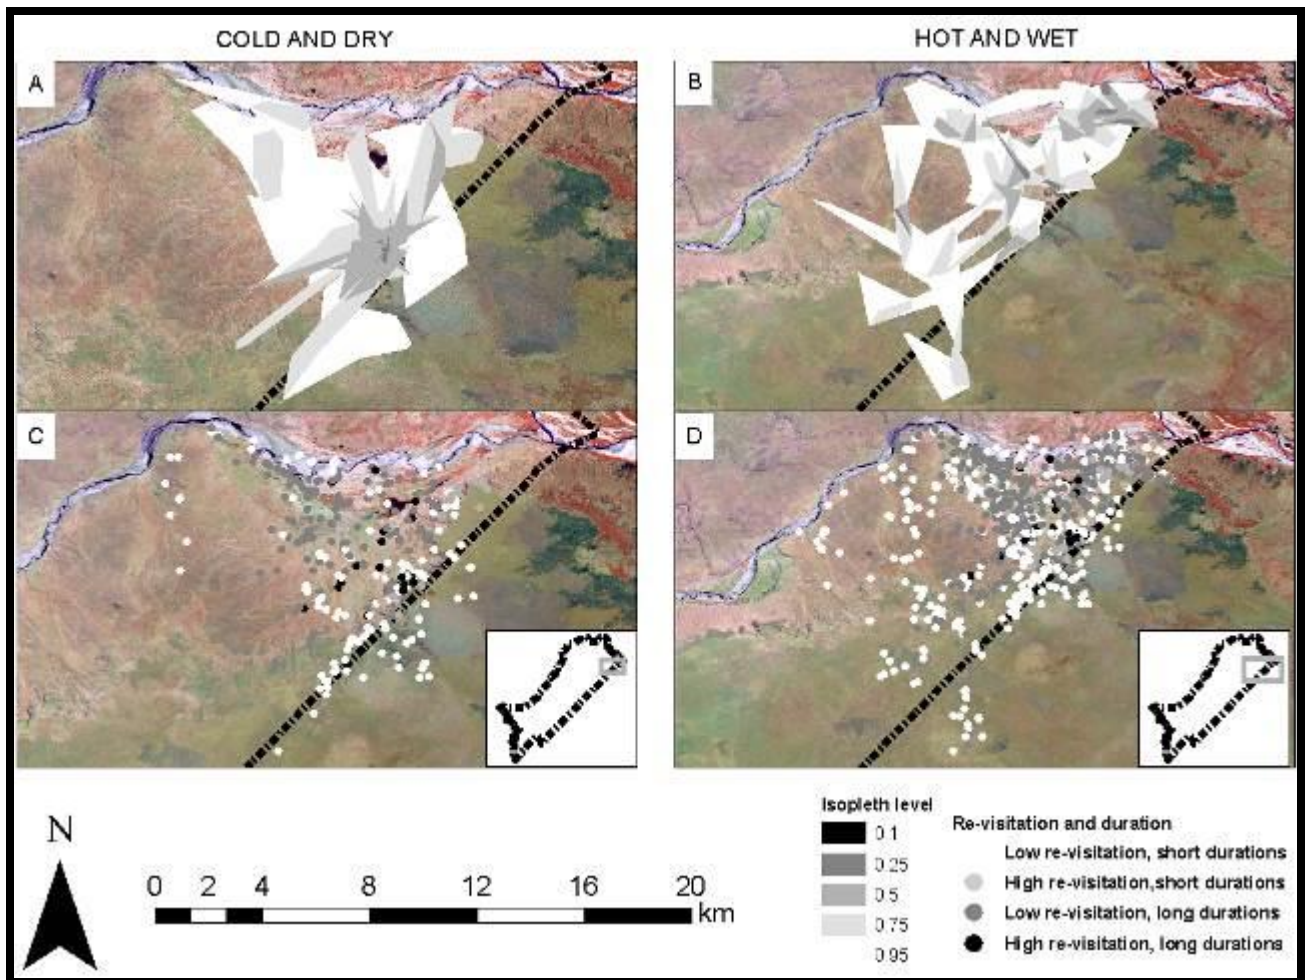 COLD AND DRY
HOT AND WET
A
B
C
D
N
0 2 4 8 12 16 20
km
Isopleth level
0.1
0.25
0.5
0.75
0.95
Re-visitation and duration
Low re-visitation, short durations
High re-visitation,short durations
Low re-visitation, long durations
High re-visitation, long durations